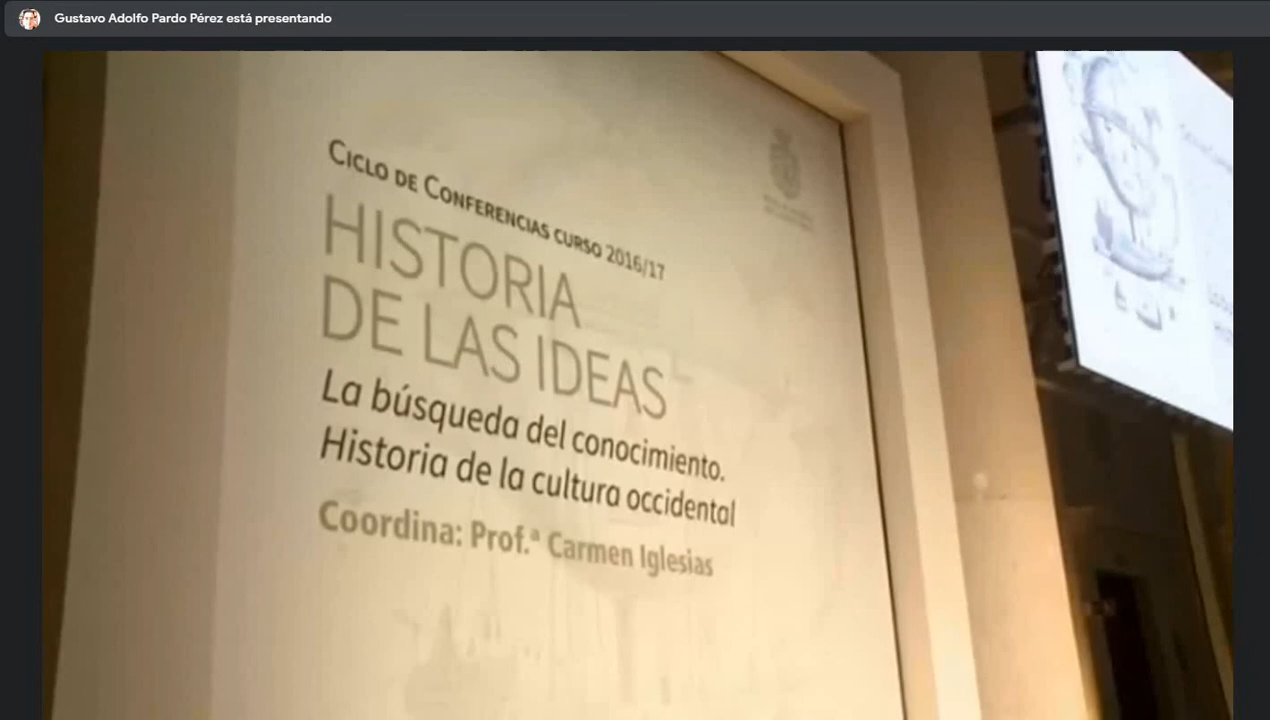 Gustavo Adolfo Pardo Pérez está presentando
CICLO DE CONFERENCIAS CURSO 2016/17
HISTORIA
DE LAS IDEAS
La búsqueda del conocimiento.
Historia de la cultura occidental
Coordina: Prof.ª Carmen Iglesias